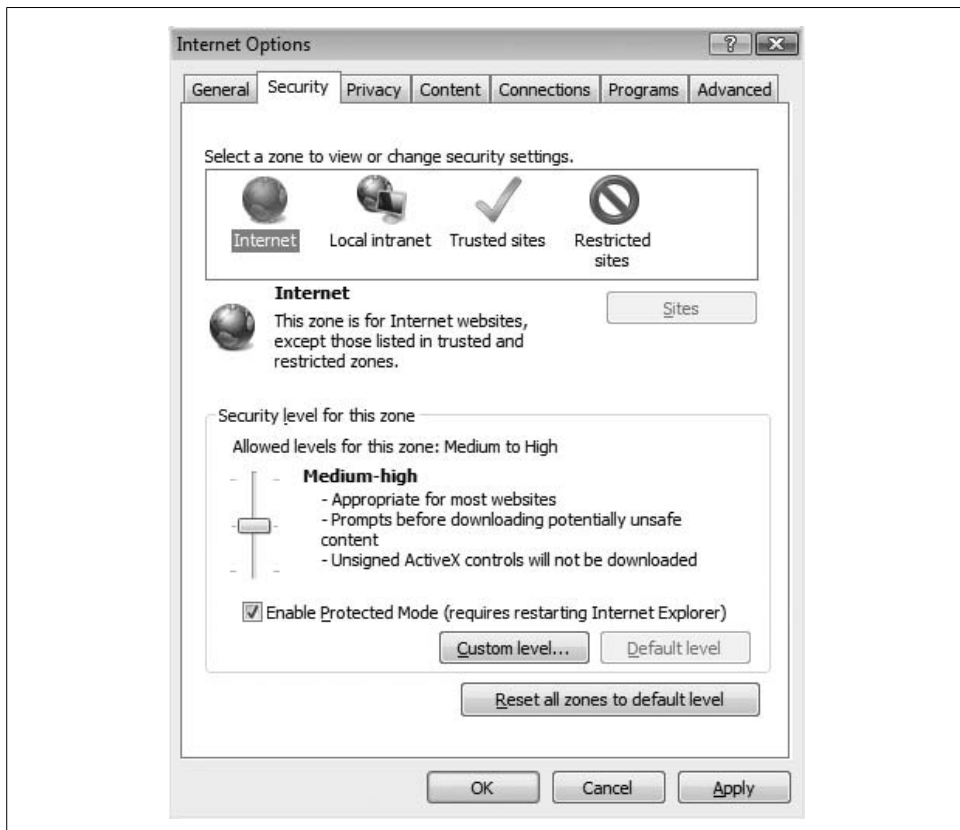 Internet Options
General Security Privacy Content Connections Programs Advanced
Select a zone to view or change security settings.
Internet Local intranet Trusted sites Restricted
sites
Internet
Sites
This zone is for Internet websites,
except those listed in trusted and
restricted zones.
Security level for this zone
Allowed levels for this zone: Medium to High
Medium-high
- Appropriate for most websites
- Prompts before downloading potentially unsafe
content
- Unsigned ActiveX controls will not be downloaded
Enable Protected Mode (requires restarting Internet Explorer)
Custom level... Default level
Reset all zones to default level
OK Cancel Apply